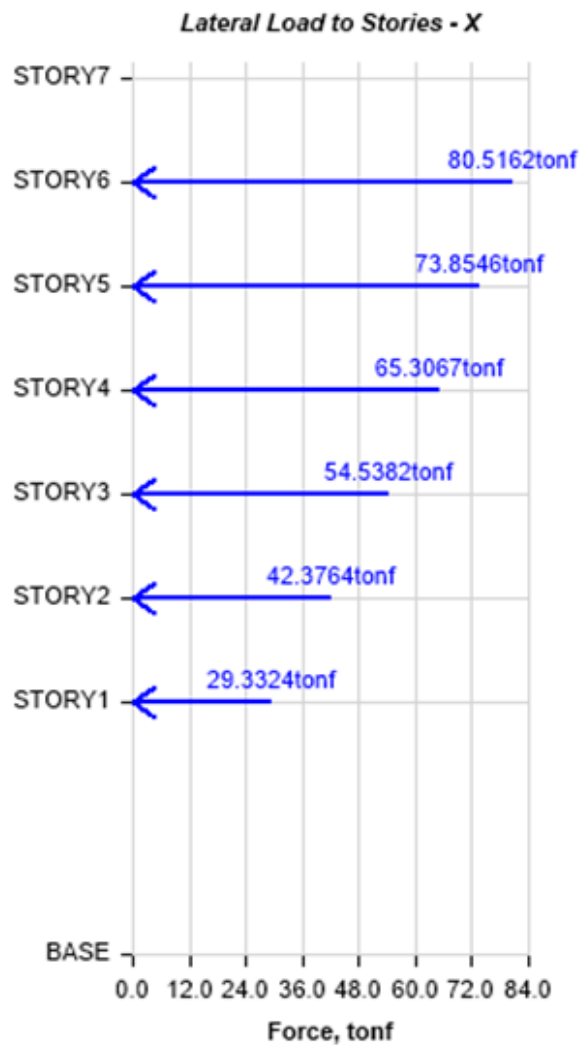 Lateral Load to Stories - X
STORY7
80.5162tonf
STORY6
73.8546tonf
STORY5
65.3067tonf
STORY4
54.5382tonf
STORY3
42.3764tonf
STORY2
29.3324tonf
STORY1
BASE
0.0 12.0 24.0 36.0 48.0 60.0 72.0 84.0
Force, tonf